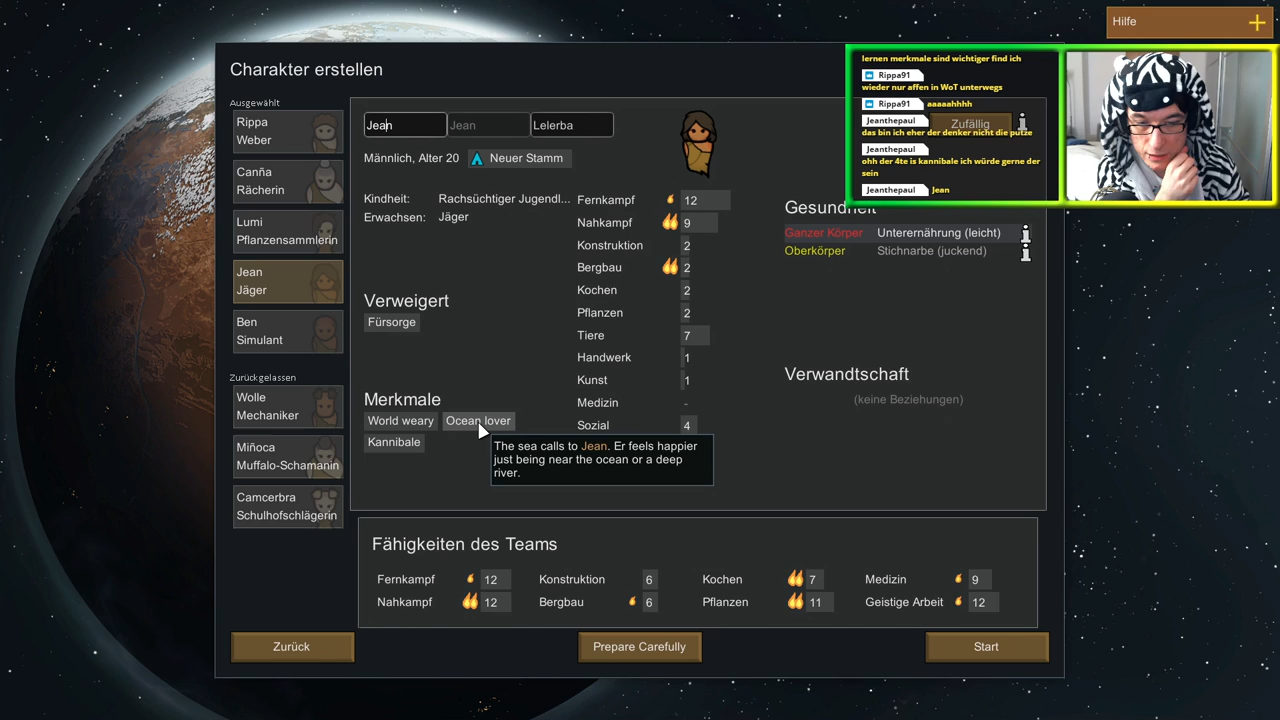 Hilfe
Charakter erstellen
lernen merkmale sind wichtiger find ich
Rippa91
wieder nur affen in WoT unterwegs
Rippa91 aaaaahhhh
Jeanthepaul
das bin ich eher der denker nicht die putze
Jeanthepaul
ohh der 4te is kannibale ich würde gerne der
sein
Jeanthepaul Jean
Zufällig
Ausgewählt
Rippa
Weber
Canña
Rächerin
Lumi
Pflanzensammlerin
Jean
Jäger
Ben
Simulant
Zurückgelassen
Wolle
Mechaniker
Miñoca
Muffalo-Schamanin
Camcerbra
Schulhofschlägerin
Jean Jean Lelerba
Männlich, Alter 20 Neuer Stamm
Kindheit: Rachsüchtiger Jugendl...
Erwachsen: Jäger
Verweigert
Fürsorge
Merkmale
World weary Ocean lover
Kannibale
The sea calls to Jean. Er feels happier
just being near the ocean or a deep
river.
Fernkampf 12
Nahkampf 9
Konstruktion 2
Bergbau 2
Kochen 2
Pflanzen 2
Tiere 7
Handwerk 1
Kunst 1
Medizin -
Sozial 4
Gesundheit
Ganzer Körper Unterernährung (leicht)
Oberkörper Stichnarbe (juckend)
Verwandtschaft
(keine Beziehungen)
Fähigkeiten des Teams
Fernkampf 12 Konstruktion 6 Kochen 7 Medizin 9
Nahkampf 12 Bergbau 6 Pflanzen 11 Geistige Arbeit 12
Zurück Prepare Carefully Start